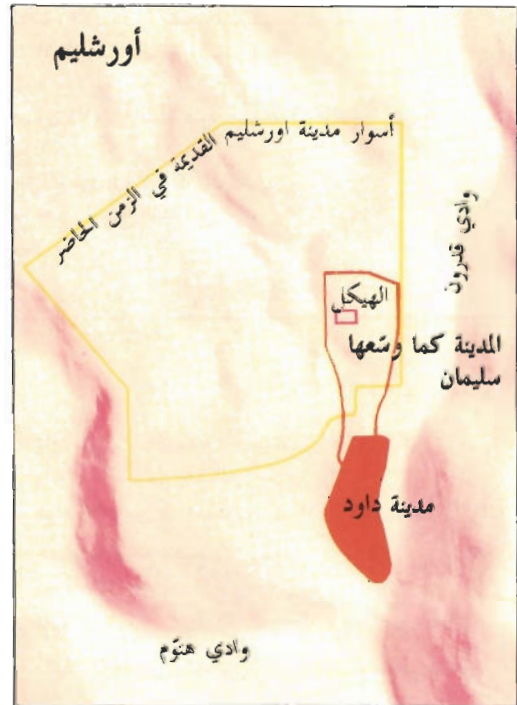 أورشليم
أسوار مدينة اورشليم القديمة في الزمن الحاضر
وادي قدرون
الهيكل
المدينة كما وسّعها
سليمان
مدينة داود
وادي هنّوم